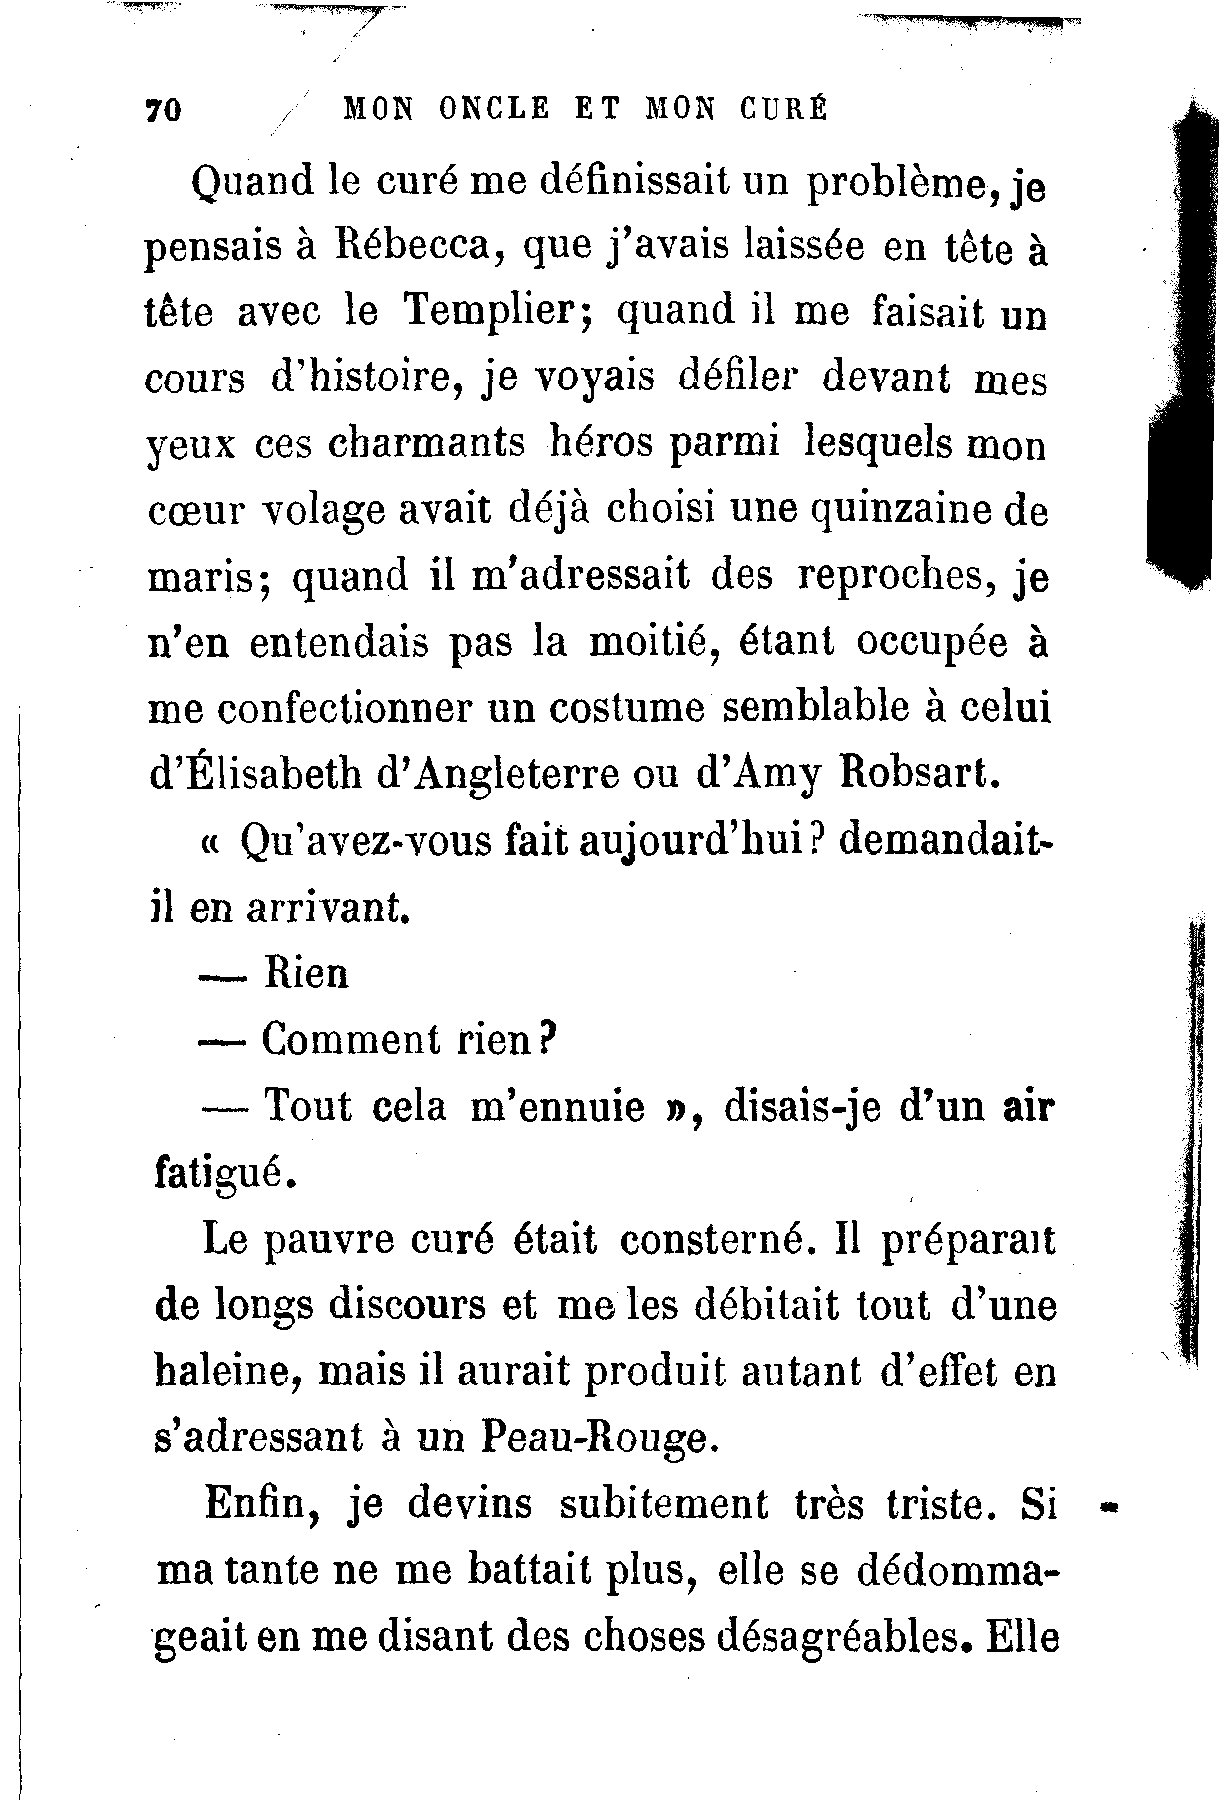 70 MON ONCLE ET MON CURÉ
Quand le curé me définissait un problème, je
pensais à Rébecca, que j'avais laissée en tête à
tête avec le Templier; quand il me faisait un
cours d'histoire, je voyais défiler devant mes
yeux ces charmants héros parmi lesquels mon
cœur volage avait déjà choisi une quinzaine de
maris; quand il m'adressait des reproches, je
n'en entendais pas la moitié, étant occupée à
me confectionner un costume semblable à celui
d'Élisabeth d'Angleterre ou d'Amy Robsart.
« Qu'avez-vous fait aujourd'hui? demandait-
il en arrivant.
— Rien
— Comment rien?
— Tout cela m'ennuie », disais-je d'un air
fatigué.
Le pauvre curé était consterné. Il préparait
de longs discours et me les débitait tout d'une
haleine, mais il aurait produit autant d'effet en
s'adressant à un Peau-Rouge.
Enfin, je devins subitement très triste. Si
ma tante ne me battait plus, elle se dédomma-
geait en me disant des choses désagréables. Elle